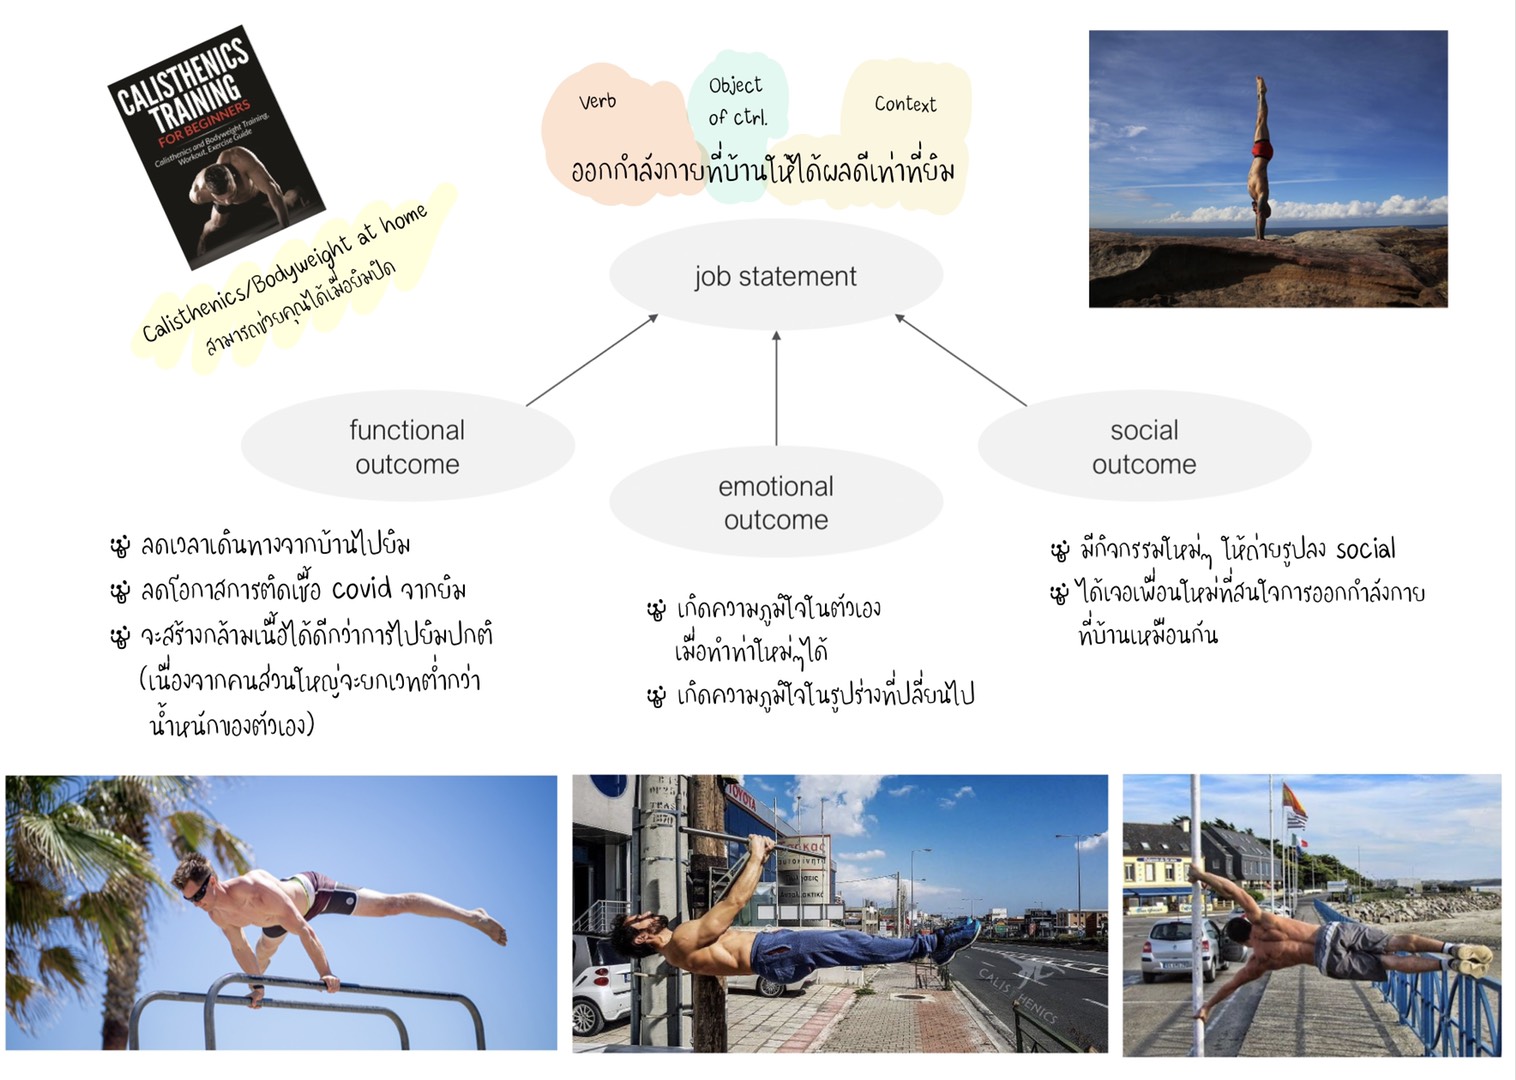 CALISTHENICS
TRAINING
FOR BEGINNERS
Calisthenics and Bodyweight Training,
Workout, Exercise Guide
Calisthenics/Bodyweight at home
สามารถช่วยคุณได้เมื่อยิมปิด
Verb
Object
of ctrl.
Context
ออกกำลังกายที่บ้านให้ได้ผลดีเท่าที่ยิม
job statement
functional
outcome
emotional
outcome
social
outcome
ลดเวลาเดินทางจากบ้านไปยิม
ลดโอกาสการติดเชื้อ covid จากยิม
จะสร้างกล้ามเนื้อได้ดีกว่าการไปยิมปกติ
(เนื่องจากคนส่วนใหญ่จะยกเวทต่ำกว่า
น้ำหนักของตัวเอง)
เกิดความภูมิใจในตัวเอง
เมื่อทำท่าใหม่ๆได้
เกิดความภูมิใจในรูปร่างที่ปลี่ยนไป
มีกิจกรรมใหม่ๆ ให้ถ่ายรูปลง social
ได้เจอเพื่อนใหม่ที่สนใจการออกกำลังกาย
ที่บ้านเหมือนกัน
TOYOTA
CALISTHENICS